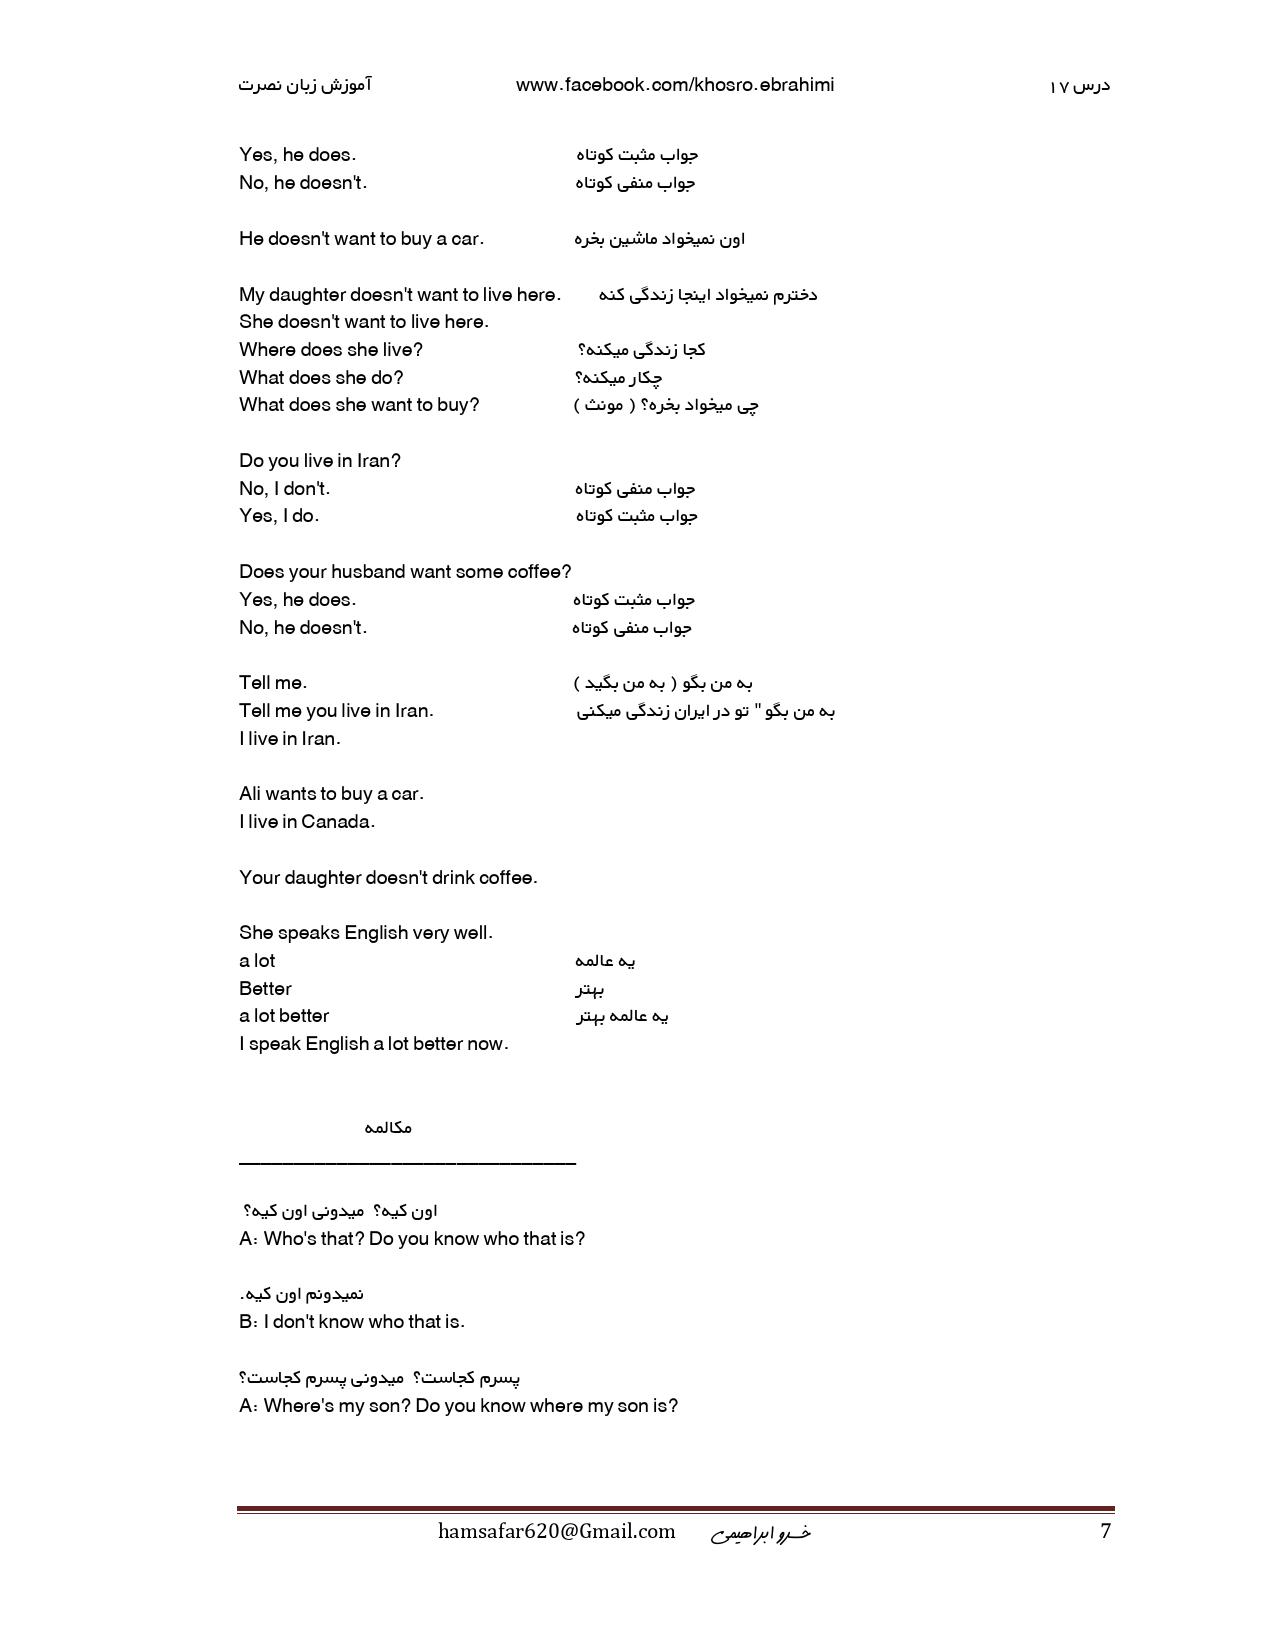 آموزش زبان نصرت www.facebook.com/khosro.ebrahimi درس ۱۷
Yes, he does. جواب مثبت کوتاه
No, he doesn't. جواب منفی کوتاه
He doesn't want to buy a car. اون نمیخواد ماشین بخره
My daughter doesn't want to live here. دخترم نمیخواد اینجا زندگی کنه
She doesn't want to live here.
Where does she live? کجا زندگی میکنه؟
What does she do? چکار میکنه؟
What does she want to buy? چی میخواد بخره؟ ( مونث )
Do you live in Iran?
No, I don't. جواب منفی کوتاه
Yes, I do. جواب مثبت کوتاه
Does your husband want some coffee?
Yes, he does. جواب مثبت کوتاه
No, he doesn't. جواب منفی کوتاه
Tell me. به من بگو ( به من بگید )
Tell me you live in Iran. به من بگو " تو در ایران زندگی میکنی
I live in Iran.
Ali wants to buy a car.
I live in Canada.
Your daughter doesn't drink coffee.
She speaks English very well.
a lot یه عالمه
Better بهتر
a lot better یه عالمه بهتر
I speak English a lot better now.
مکالمه
اون کیه؟ میدونی اون کیه؟
A: Who's that? Do you know who that is?
نمیدونم اون کیه.
B: I don't know who that is.
پسرم کجاست؟ میدونی پسرم کجاست؟
A: Where's my son? Do you know where my son is?
hamsafar620@Gmail.com خسرو ابراهیمی 7